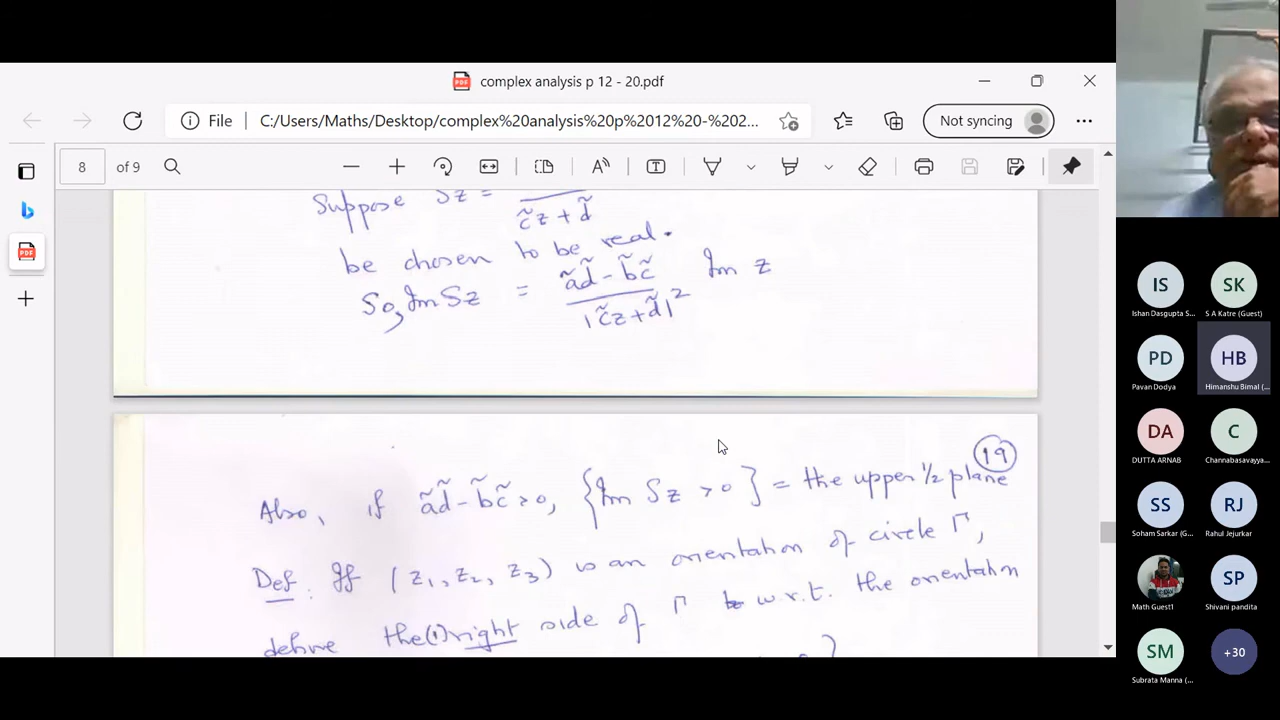 complex analysis p 12 - 20.pdf
File
C:/Users/Maths/Desktop/complex%20analysis%20p%2012%20-%202...
Not syncing
8 of 9
Suppose Sz =
c̃z + d̃
be chosen to be real.
So, Im Sz = ãd̃ - b̃c̃ / |c̃z + d̃|² Im z
19
Also, if ãd̃ - b̃c̃ > 0, {Im Sz > 0} = the upper ½ plane
Def: If (z₁, z₂, z₃) is an orientation of circle Γ,
define the (1) right side of Γ w.r.t. the orientation
IS
Ishan Dasgupta S...
SK
S A Katre (Guest)
PD
Pavan Dodya
HB
Himanshu Bimal (...
DA
DUTTA ARNAB
C
Channabasavayya...
SS
Soham Sarkar (G...
RJ
Rahul Jejurkar
Math Guest1
SP
Shivani pandita
SM
Subrata Manna (...
+30